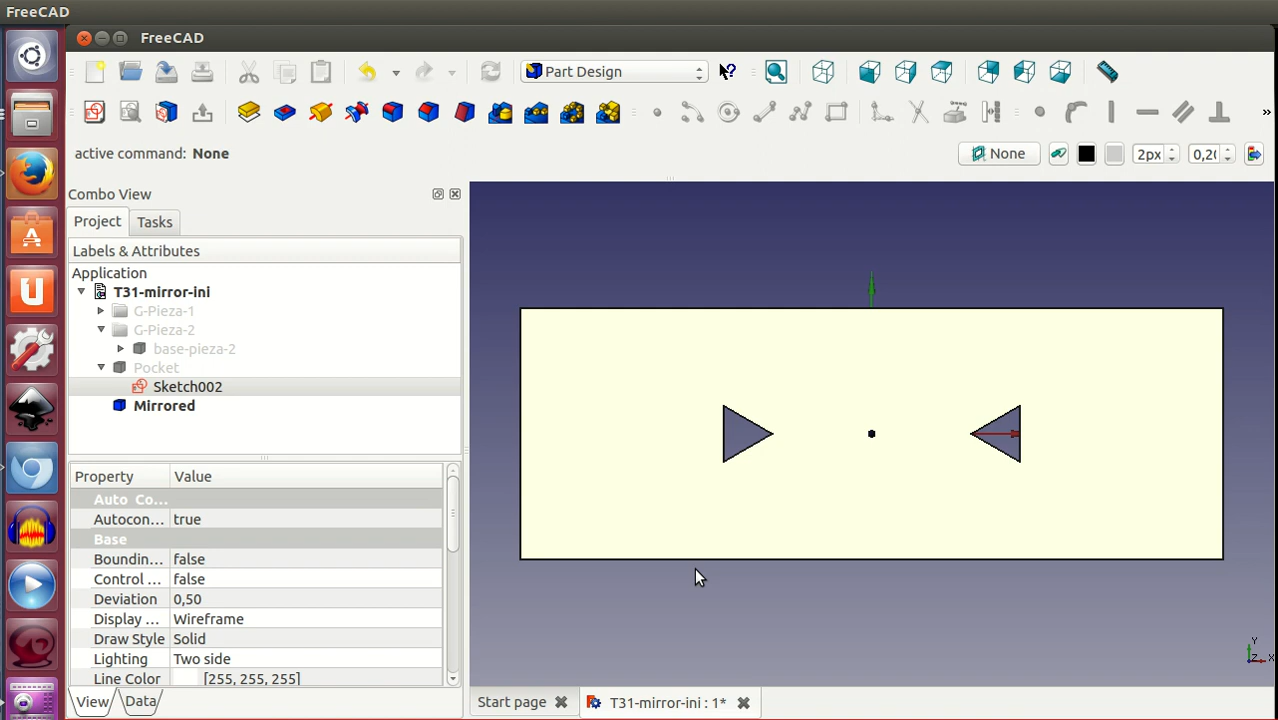 FreeCAD
FreeCAD
Part Design
active command: None
None
2px
0,20
Combo View
Project
Tasks
Labels & Attributes
Application
T31-mirror-ini
G-Pieza-1
G-Pieza-2
base-pieza-2
Pocket
Sketch002
Mirrored
Property
Value
Auto Co...
Autocon...
true
Base
Boundin...
false
Control ...
false
Deviation
0,50
Display ...
Wireframe
Draw Style
Solid
Lighting
Two side
Line Color
[255, 255, 255]
View
Data
Start page
T31-mirror-ini : 1*
Y
Z
X